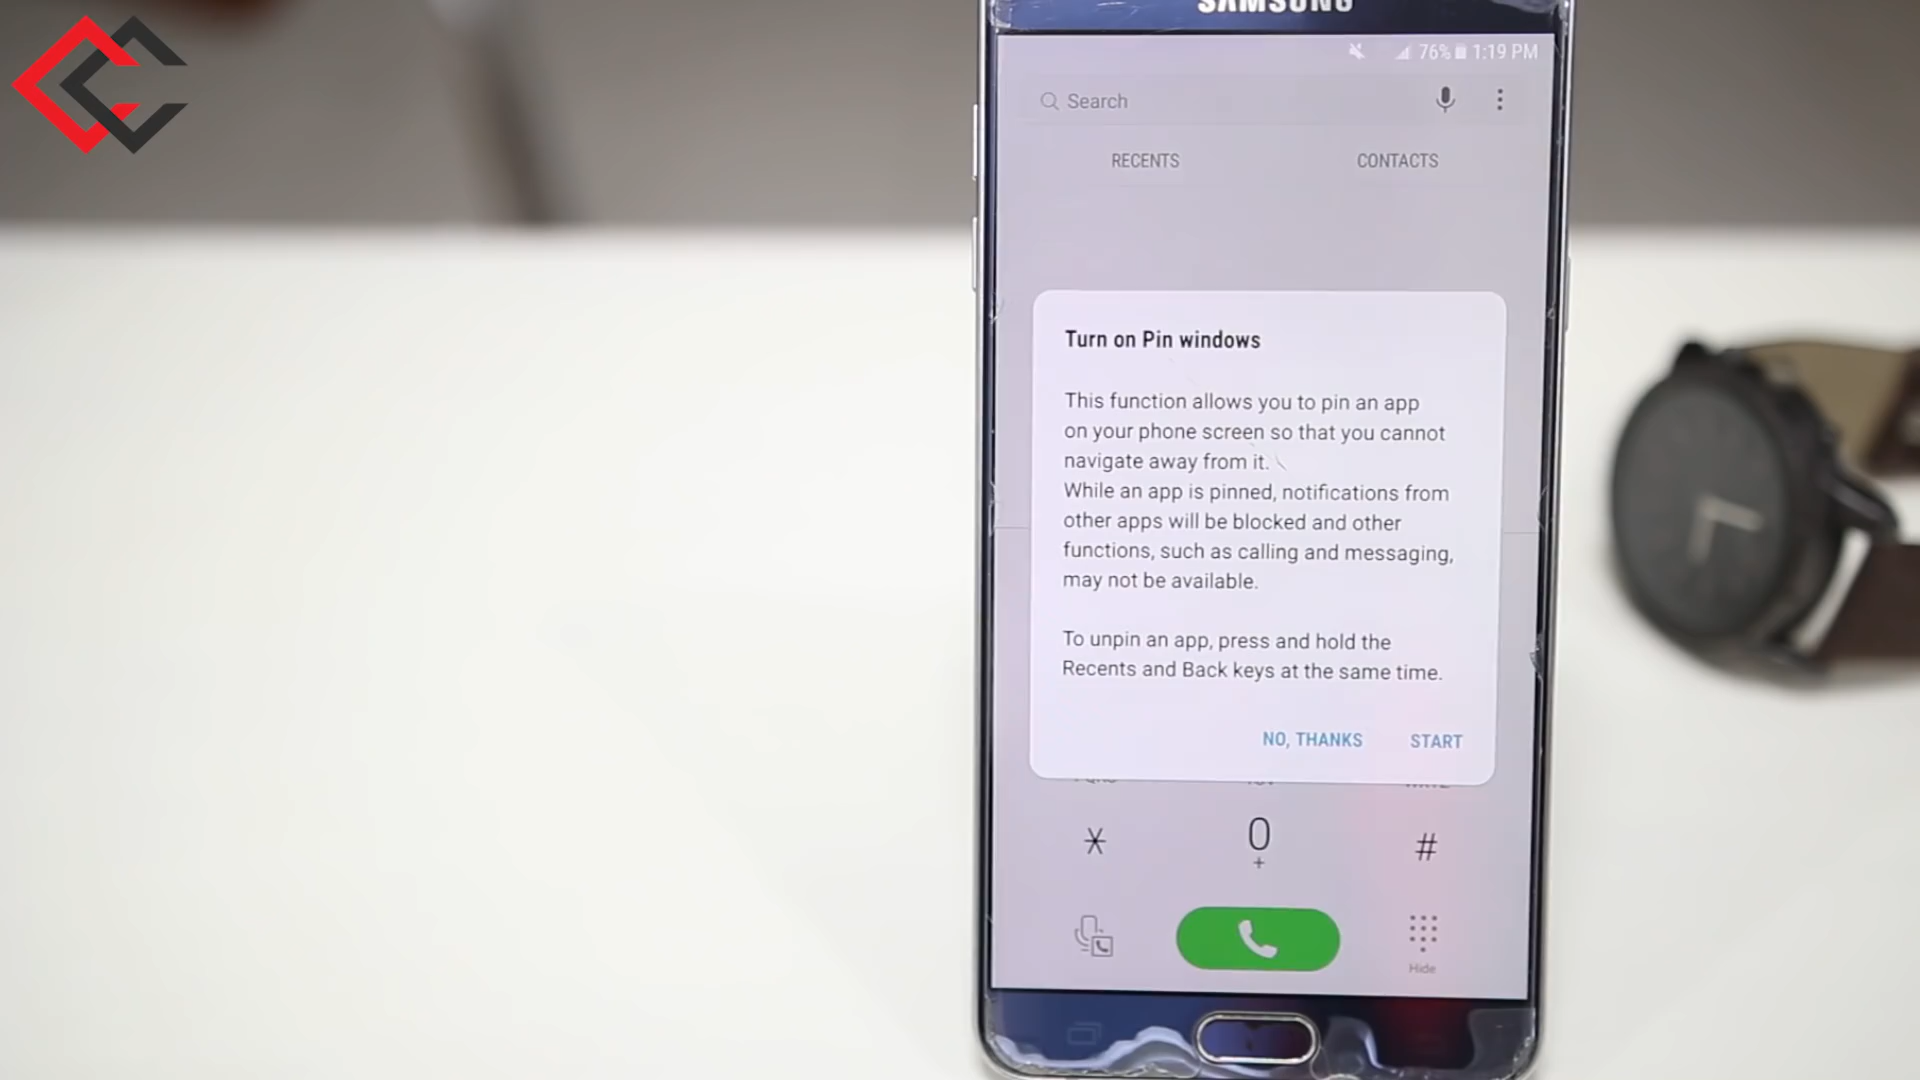 SAMSUNG
76% 1:19 PM
Search
RECENTS CONTACTS
Turn on Pin windows
This function allows you to pin an app
on your phone screen so that you cannot
navigate away from it.
While an app is pinned, notifications from
other apps will be blocked and other
functions, such as calling and messaging,
may not be available.
To unpin an app, press and hold the
Recents and Back keys at the same time.
NO, THANKS START
* 0 #
+
Hide